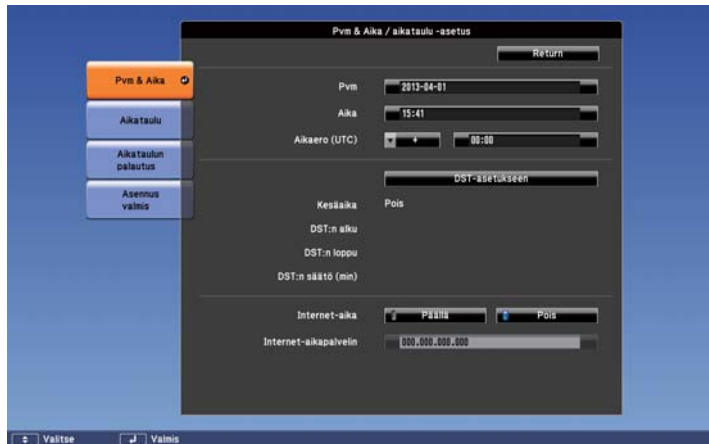 Pvm & Aika / aikataulu -asetus
Return
Pvm & Aika
Aikataulu
Aikataulun
palautus
Asennus
valmis
Pvm 2013-04-01
Aika 15:41
Aikaero (UTC) + 00:00
DST-asetukseen
Kesäaika Pois
DST:n alku
DST:n loppu
DST:n säätö (min)
Internet-aika Päällä Pois
Internet-aikapalvelin 000.000.000.000
Valitse Valmis